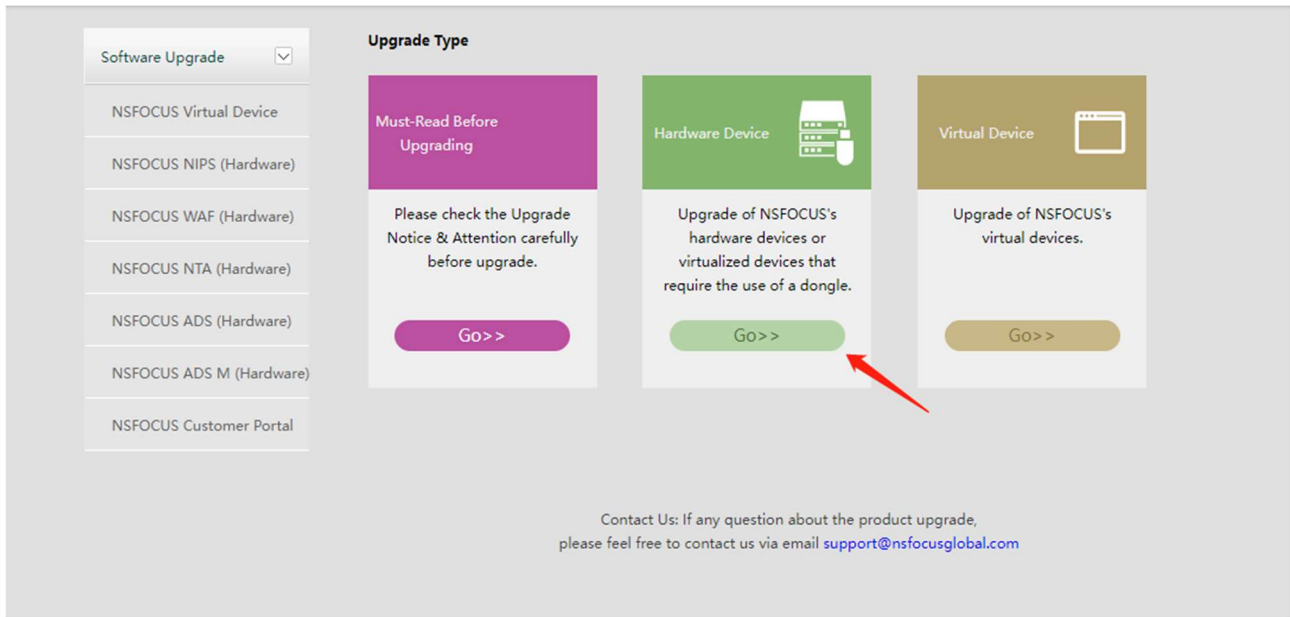 Software Upgrade
NSFOCUS Virtual Device
NSFOCUS NIPS (Hardware)
NSFOCUS WAF (Hardware)
NSFOCUS NTA (Hardware)
NSFOCUS ADS (Hardware)
NSFOCUS ADS M (Hardware)
NSFOCUS Customer Portal
Upgrade Type
Must-Read Before
Upgrading
Please check the Upgrade
Notice & Attention carefully
before upgrade.
Go>>
Hardware Device
Upgrade of NSFOCUS's
hardware devices or
virtualized devices that
require the use of a dongle.
Go>>
Virtual Device
Upgrade of NSFOCUS's
virtual devices.
Go>>
Contact Us: If any question about the product upgrade,
please feel free to contact us via email support@nsfocusglobal.com